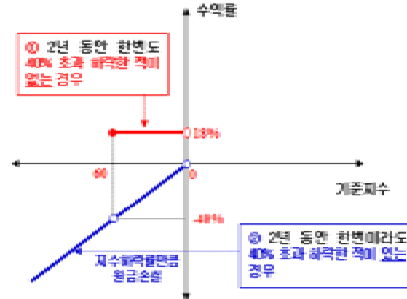 수익률
① 2년 동안 한번도
40% 초과 하락한 적이
없는 경우
18%
60
0
기준지수
-40%
지수하락률만큼
원금손실
② 2년 동안 한번이라도
40% 초과 하락한 적이 있는
경우